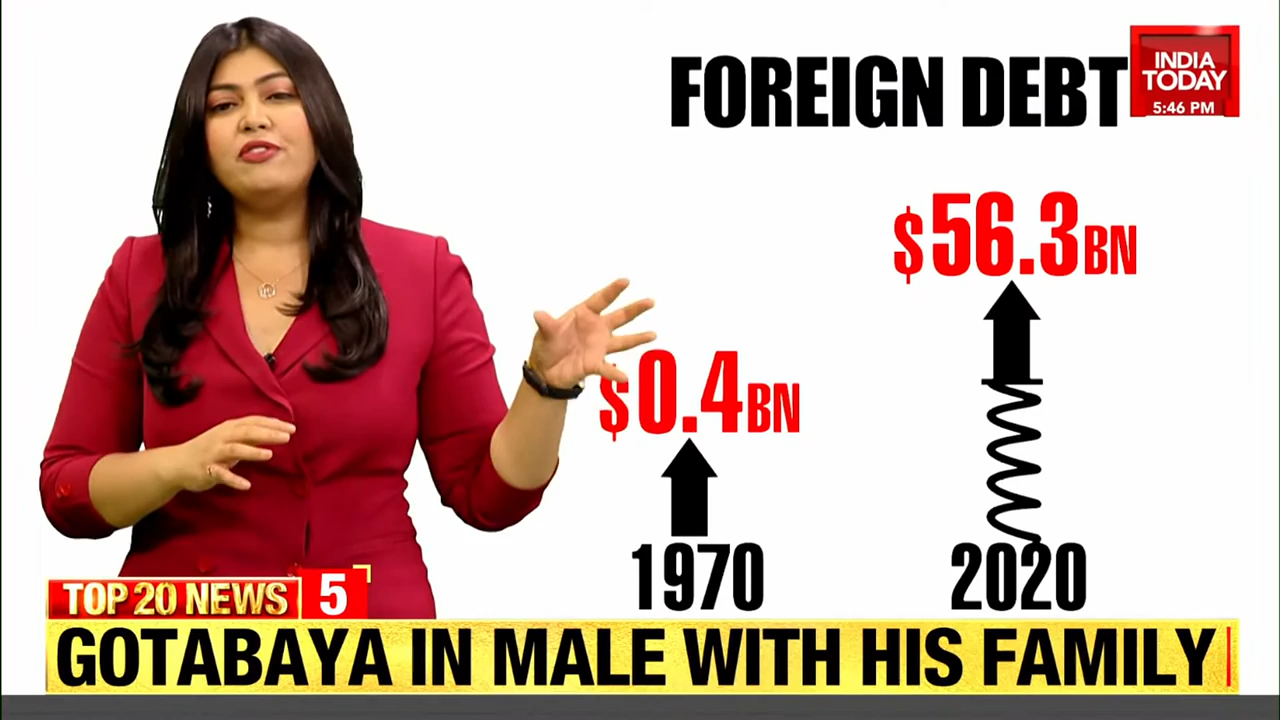 FOREIGN DEBT
INDIA
TODAY
5:46 PM
$56.3BN
$0.4BN
1970
2020
TOP 20 NEWS
5
GOTABAYA IN MALE WITH HIS FAMILY